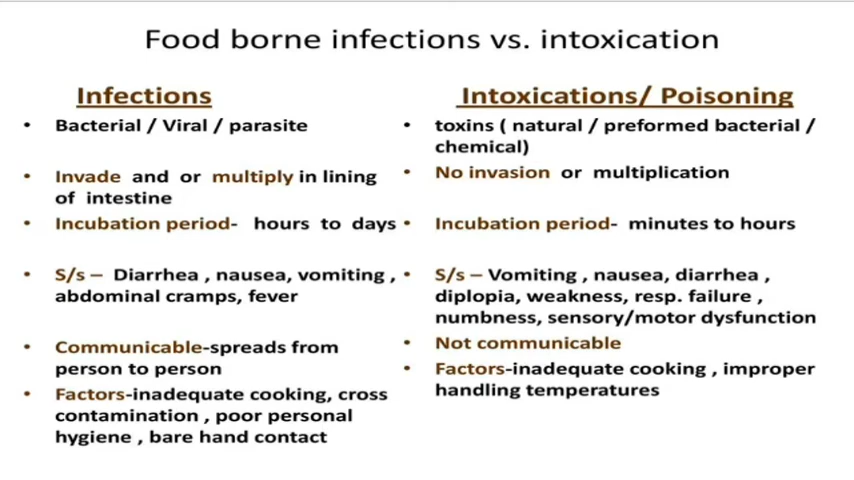 Food borne infections vs. intoxication
Infections
• Bacterial / Viral / parasite
• Invade and or multiply in lining
of intestine
• Incubation period- hours to days
• S/s – Diarrhea , nausea, vomiting ,
abdominal cramps, fever
• Communicable-spreads from
person to person
• Factors-inadequate cooking, cross
contamination , poor personal
hygiene , bare hand contact
Intoxications/ Poisoning
• toxins ( natural / preformed bacterial /
chemical)
• No invasion or multiplication
• Incubation period- minutes to hours
• S/s – Vomiting , nausea, diarrhea ,
diplopia, weakness, resp. failure ,
numbness, sensory/motor dysfunction
• Not communicable
• Factors-inadequate cooking , improper
handling temperatures